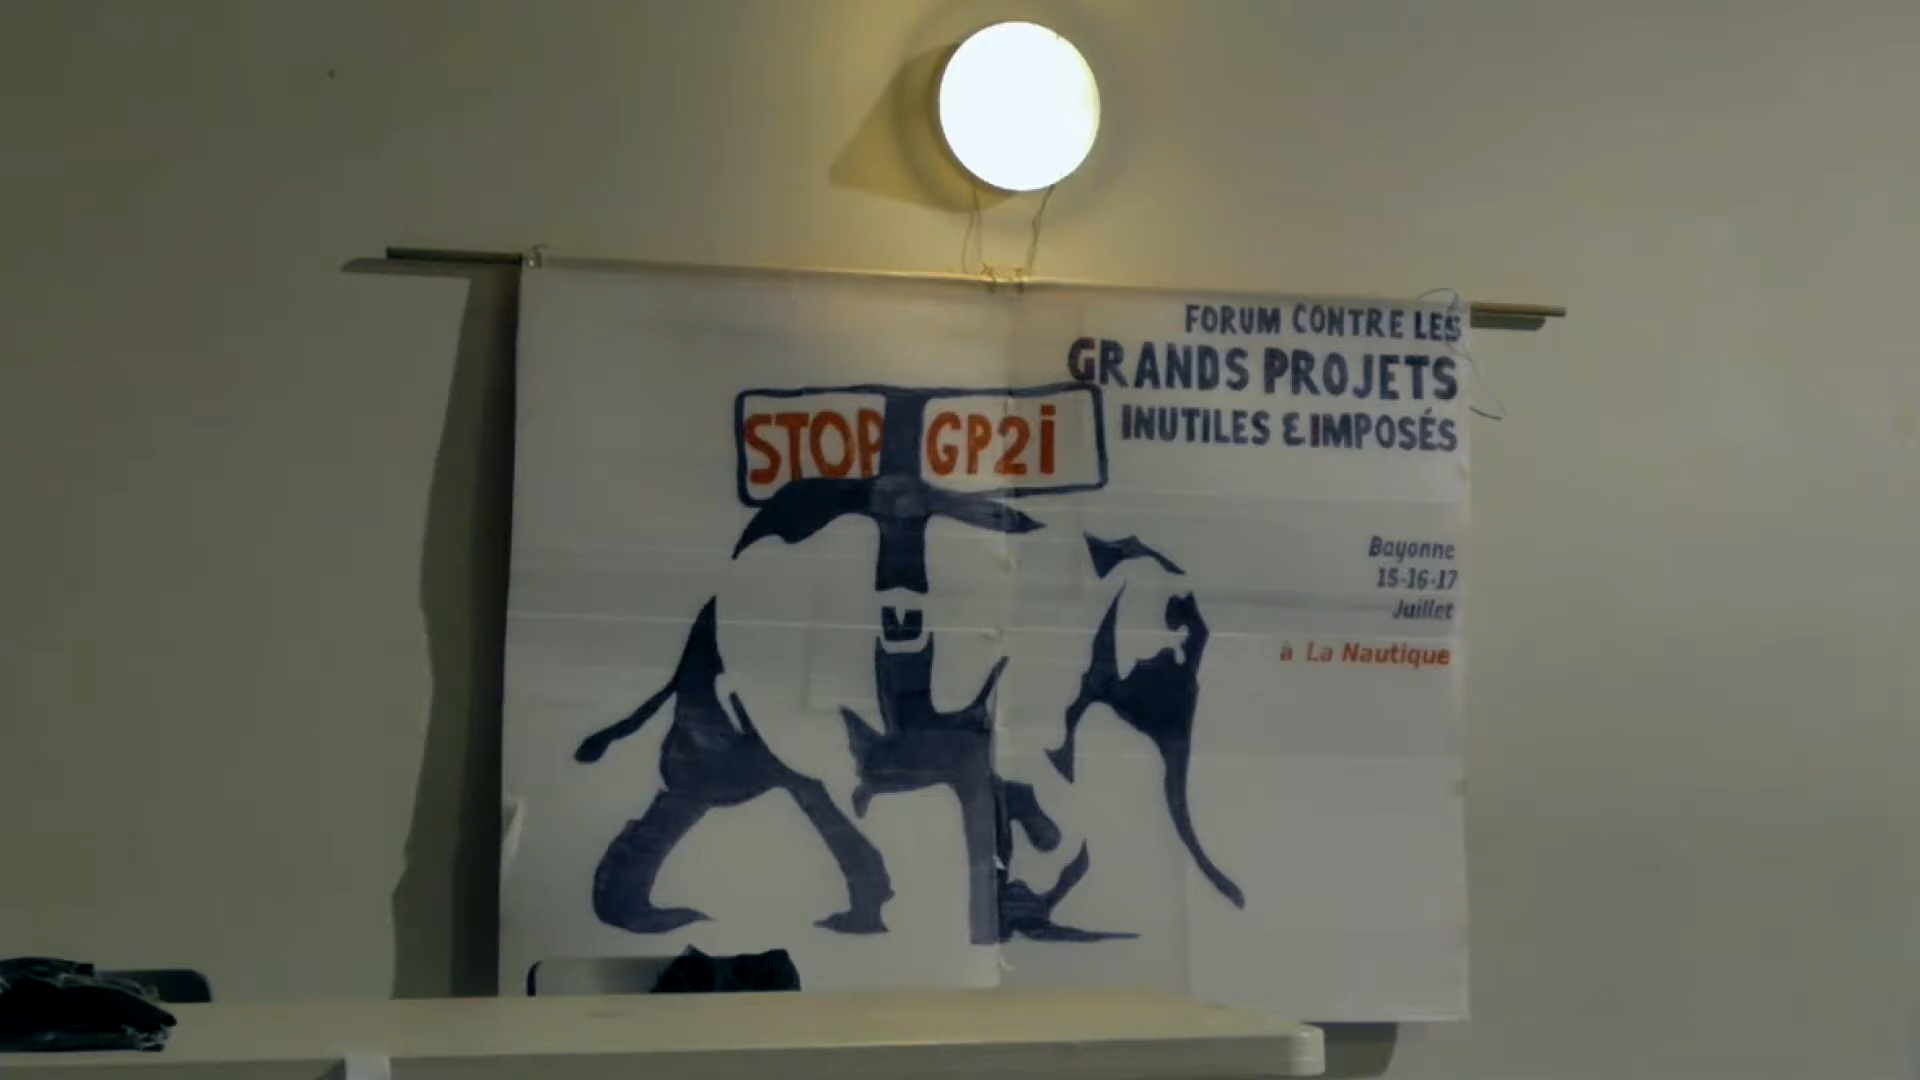 FORUM CONTRE LES
GRANDS PROJETS
INUTILES & IMPOSÉS
STOP GP2i
Bayonne
15-16-17
Juillet
à La Nautique